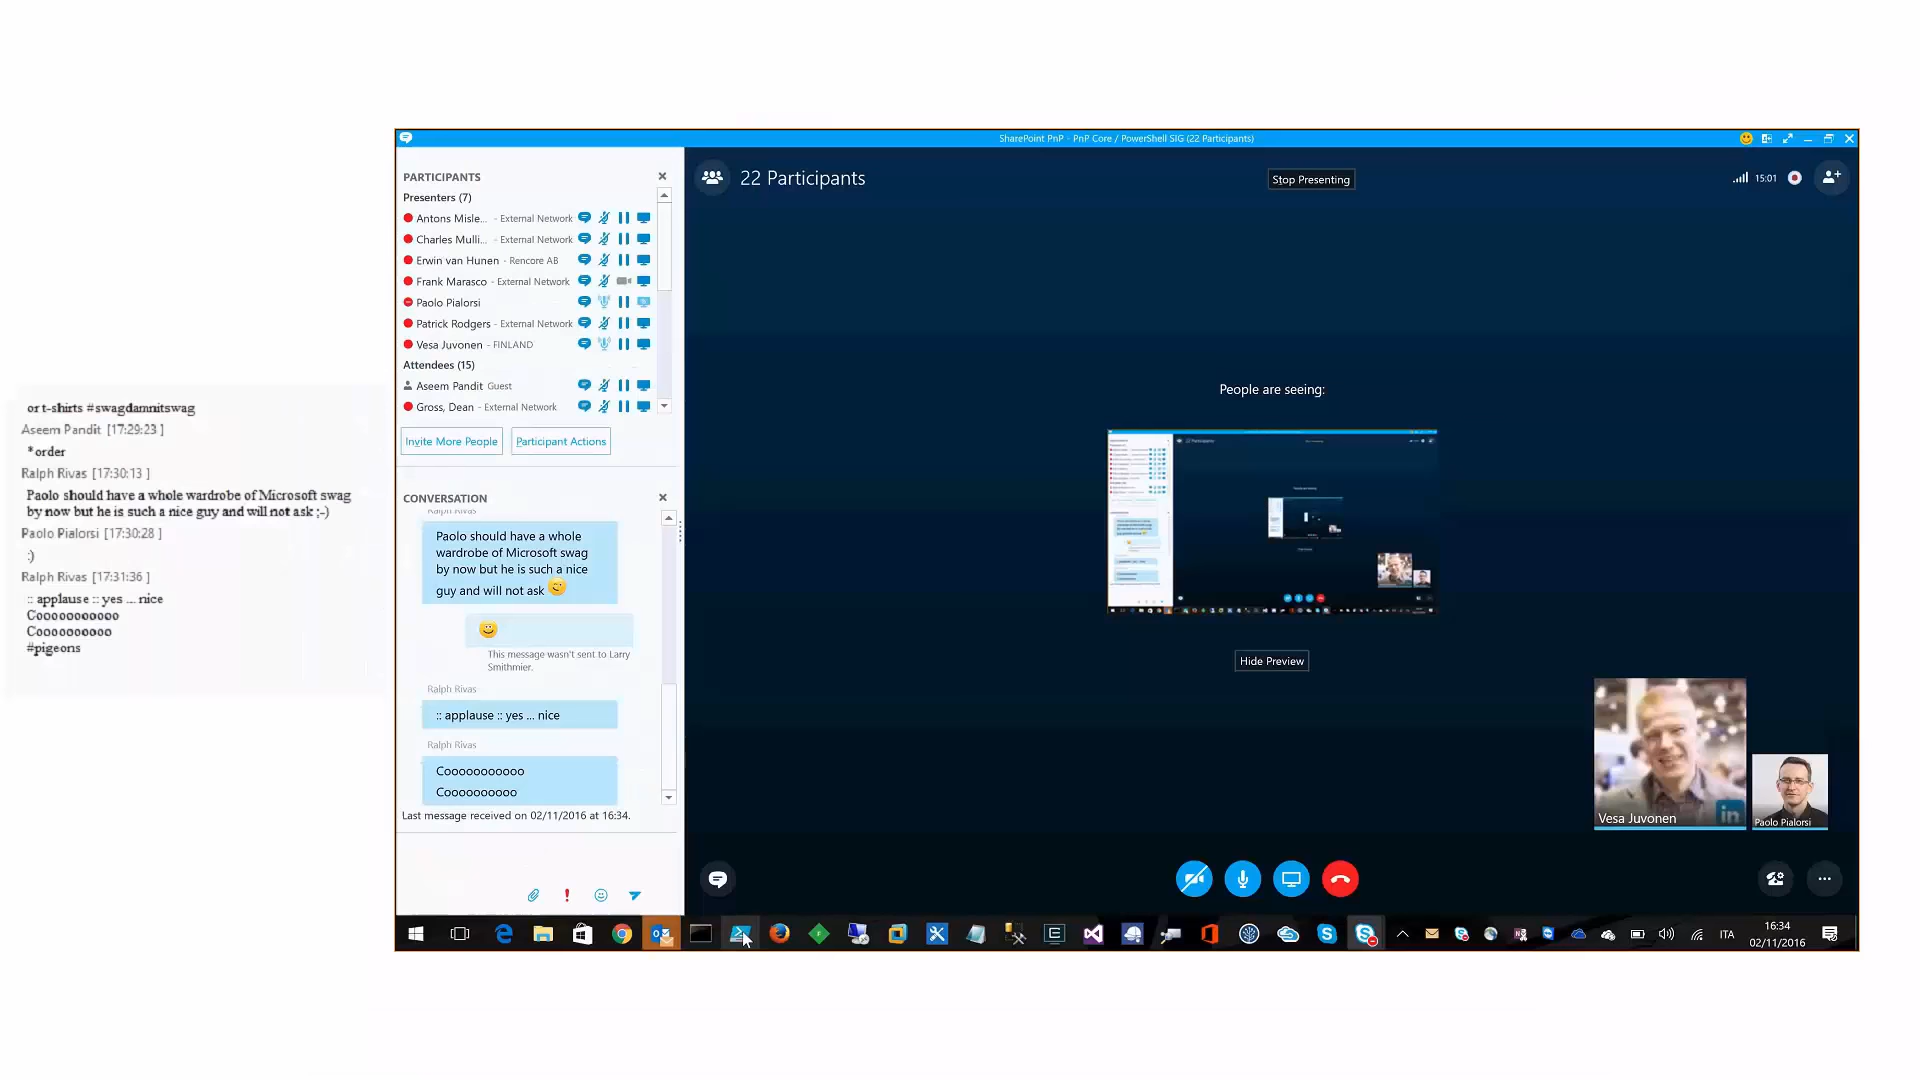 or t-shirts #swagdamnitswag
Aseem Pandit [17:29:23 ]
*order
Ralph Rivas [17:30:13 ]
Paolo should have a whole wardrobe of Microsoft swag
by now but he is such a nice guy and will not ask ;-)
Paolo Pialorsi [17:30:28 ]
:)
Ralph Rivas [17:31:36 ]
:: applause :: yes ... nice
Cooooooooooo
Coooooooooo
#pigeons
SharePoint PnP - PnP Core / PowerShell SIG (22 Participants)
PARTICIPANTS
Presenters (7)
Antons Misle... - External Network
Charles Mulli... - External Network
Erwin van Hunen - Rencore AB
Frank Marasco - External Network
Paolo Pialorsi
Patrick Rodgers - External Network
Vesa Juvonen - FINLAND
Attendees (15)
Aseem Pandit Guest
Gross, Dean - External Network
Invite More People
Participant Actions
CONVERSATION
Ralph Rivas
Paolo should have a whole
wardrobe of Microsoft swag
by now but he is such a nice
guy and will not ask
This message wasn't sent to Larry
Smithmier.
Ralph Rivas
:: applause :: yes ... nice
Ralph Rivas
Cooooooooooo
Coooooooooo
Last message received on 02/11/2016 at 16:34.
22 Participants
Stop Presenting
15:01
People are seeing:
Hide Preview
Vesa Juvonen
in
Paolo Pialorsi
ITA
16:34
02/11/2016